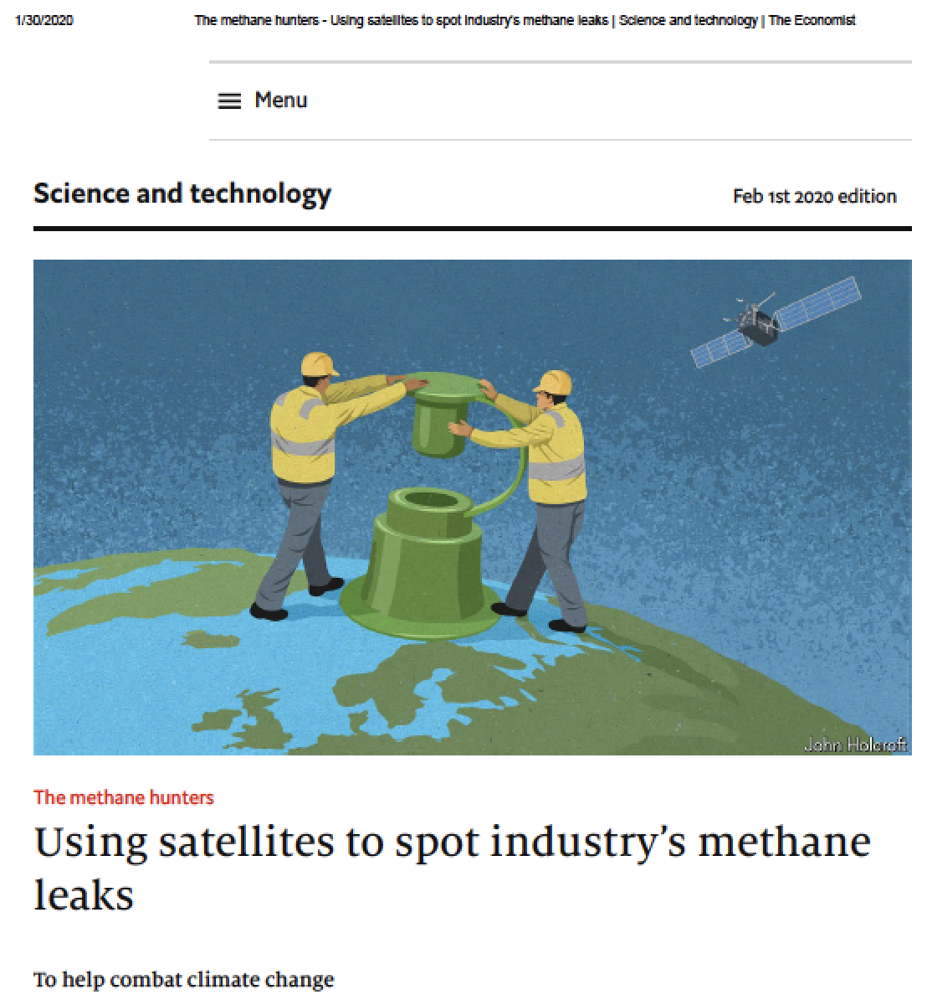 1/30/2020 The methane hunters - Using satellites to spot industry's methane leaks | Science and technology | The Economist
Menu
Science and technology Feb 1st 2020 edition
John Holcroft
The methane hunters
Using satellites to spot industry’s methane
leaks
To help combat climate change